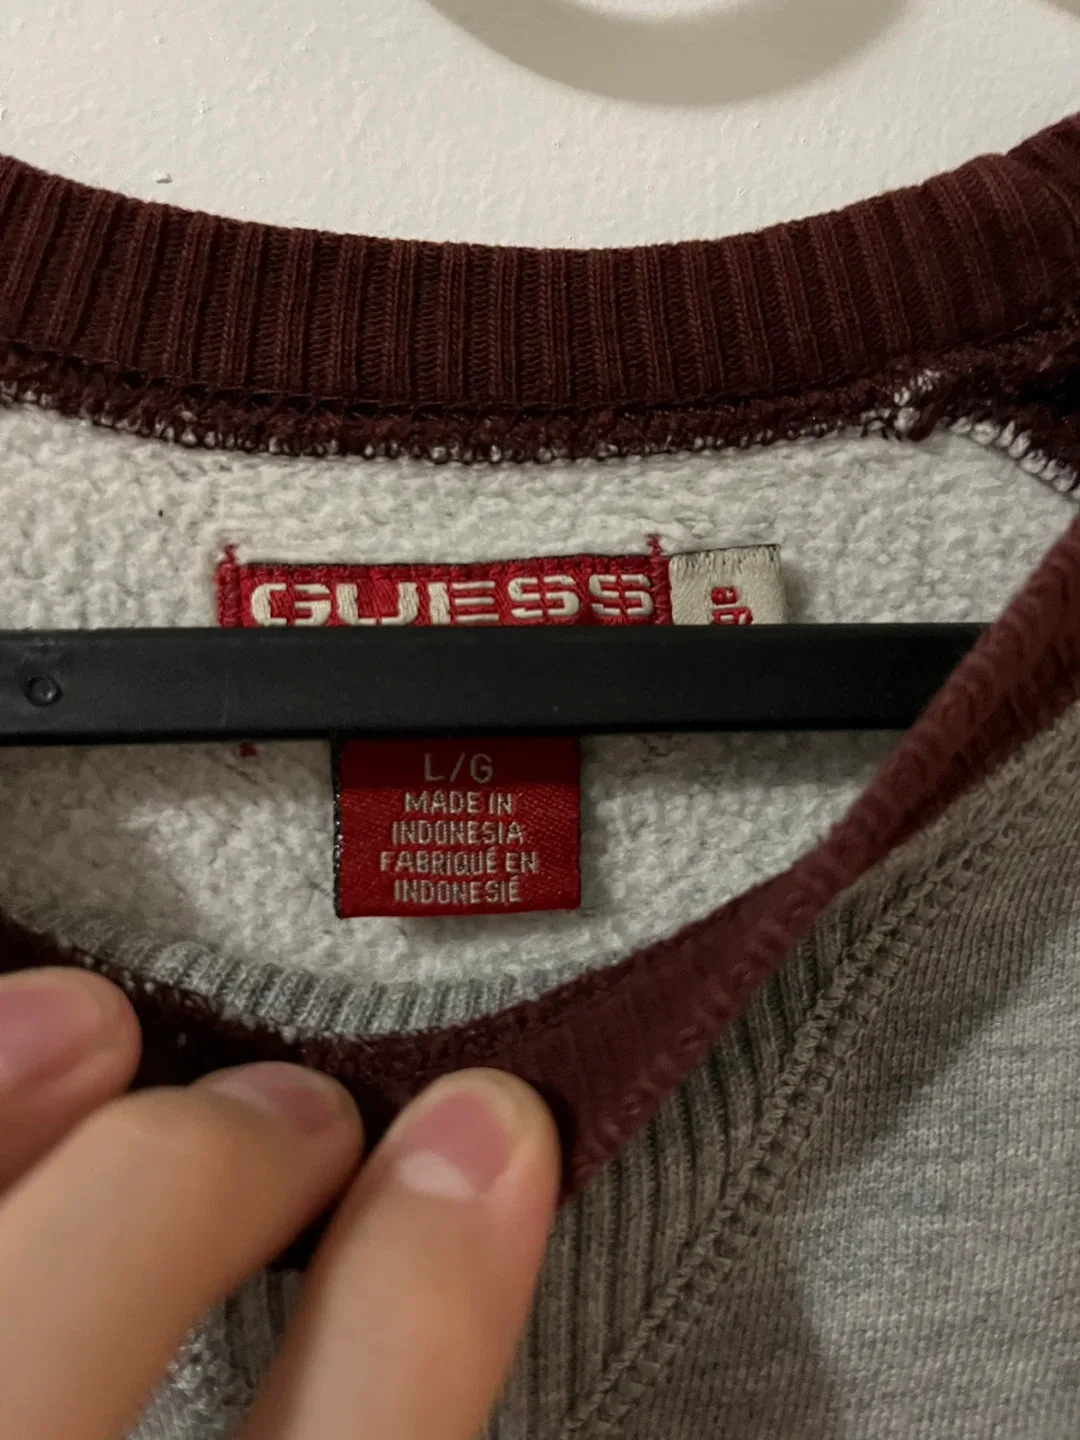 GUESS
L/G
MADE IN
INDONESIA
FABRIQUÉ EN
INDONESIÉ